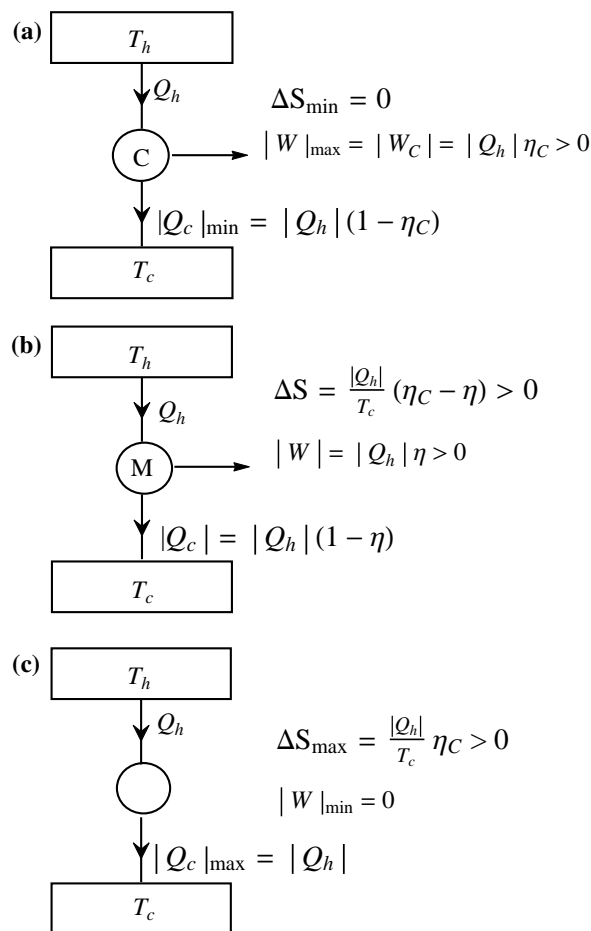 (a)
T_h
Q_h
ΔS_min = 0
C
| W |_max = | W_C | = | Q_h | η_C > 0
|Q_c |_min = | Q_h | (1 − η_C)
T_c
(b)
T_h
Q_h
ΔS = |Q_h|/T_c (η_C − η) > 0
M
| W | = | Q_h | η > 0
|Q_c | = | Q_h | (1 − η)
T_c
(c)
T_h
Q_h
ΔS_max = |Q_h|/T_c η_C > 0
| W |_min = 0
| Q_c |_max = | Q_h |
T_c